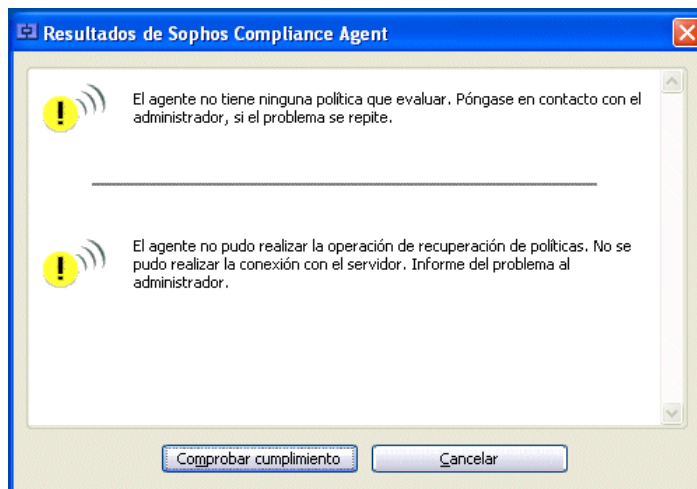 Resultados de Sophos Compliance Agent
El agente no tiene ninguna política que evaluar. Póngase en contacto con el
administrador, si el problema se repite.
El agente no pudo realizar la operación de recuperación de políticas. No se
pudo realizar la conexión con el servidor. Informe del problema al
administrador.
Comprobar cumplimiento
Cancelar